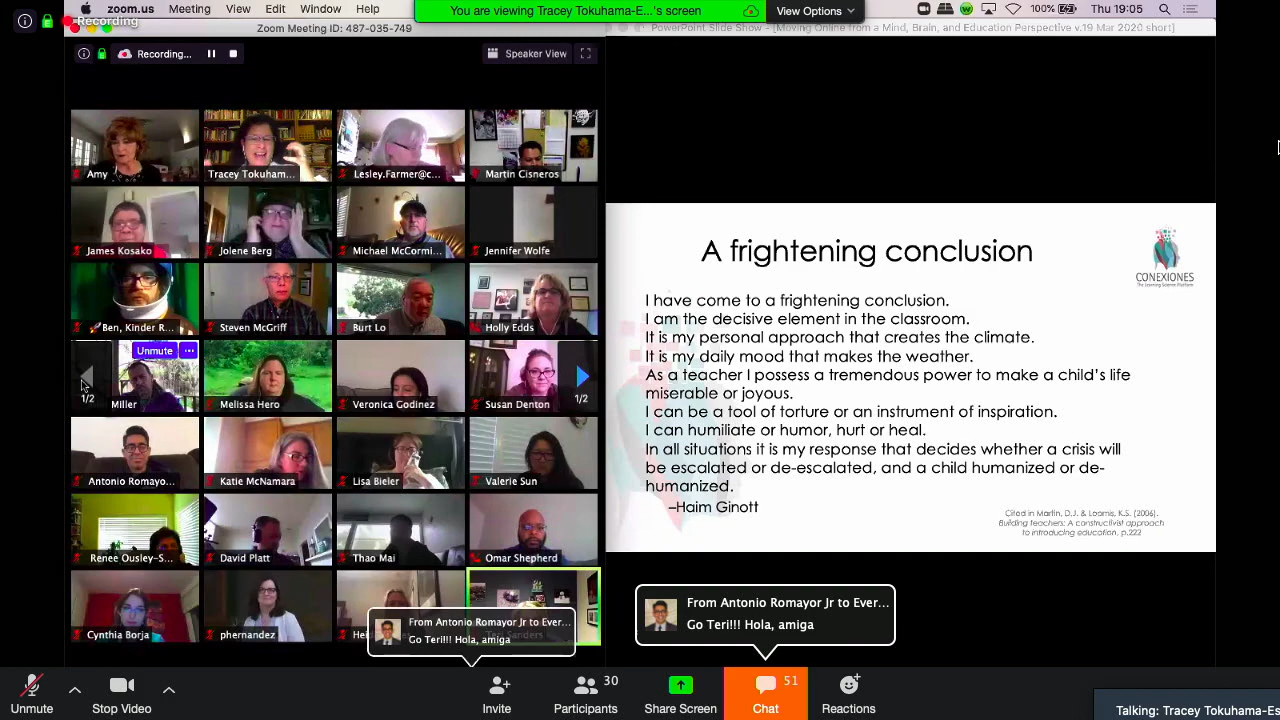 zoom.us Meeting View Edit Window Help
You are viewing Tracey Tokuhama-E...'s screen
View Options
100%
Thu 19:05
Recording
Zoom Meeting ID: 487-035-749
PowerPoint Slide Show - [Moving Online from a Mind, Brain, and Education Perspective v.19 Mar 2020 short]
Recording...
Speaker View
Amy
Tracey Tokuham...
Lesley.Farmer@c...
Martin Cisneros
James Kosako
Jolene Berg
Michael McCormi...
Jennifer Wolfe
Ben, Kinder R...
Steven McGriff
Burt Lo
Holly Edds
Unmute
1/2
Miller
Melissa Hero
Veronica Godinez
Susan Denton
1/2
Antonio Romayo...
Katie McNamara
Lisa Bieler
Valerie Sun
Renee Ousley-S...
David Platt
Thao Mai
Omar Shepherd
Cynthia Borja
phernandez
Teri Sanders
From Antonio Romayor Jr to Ever...
Go Teri!!! Hola, amiga
A frightening conclusion
CONEXIONES
The Learning Science Platform
I have come to a frightening conclusion.
I am the decisive element in the classroom.
It is my personal approach that creates the climate.
It is my daily mood that makes the weather.
As a teacher I possess a tremendous power to make a child's life
miserable or joyous.
I can be a tool of torture or an instrument of inspiration.
I can humiliate or humor, hurt or heal.
In all situations it is my response that decides whether a crisis will
be escalated or de-escalated, and a child humanized or de-
humanized.
–Haim Ginott
Cited in Martin, D.J. & Loomis, K.S. (2006).
Building teachers: A constructivist approach
to introducing education, p.222
From Antonio Romayor Jr to Ever...
Go Teri!!! Hola, amiga
Unmute
Stop Video
Invite
Participants 30
Share Screen
Chat 51
Reactions
Talking: Tracey Tokuhama-Es